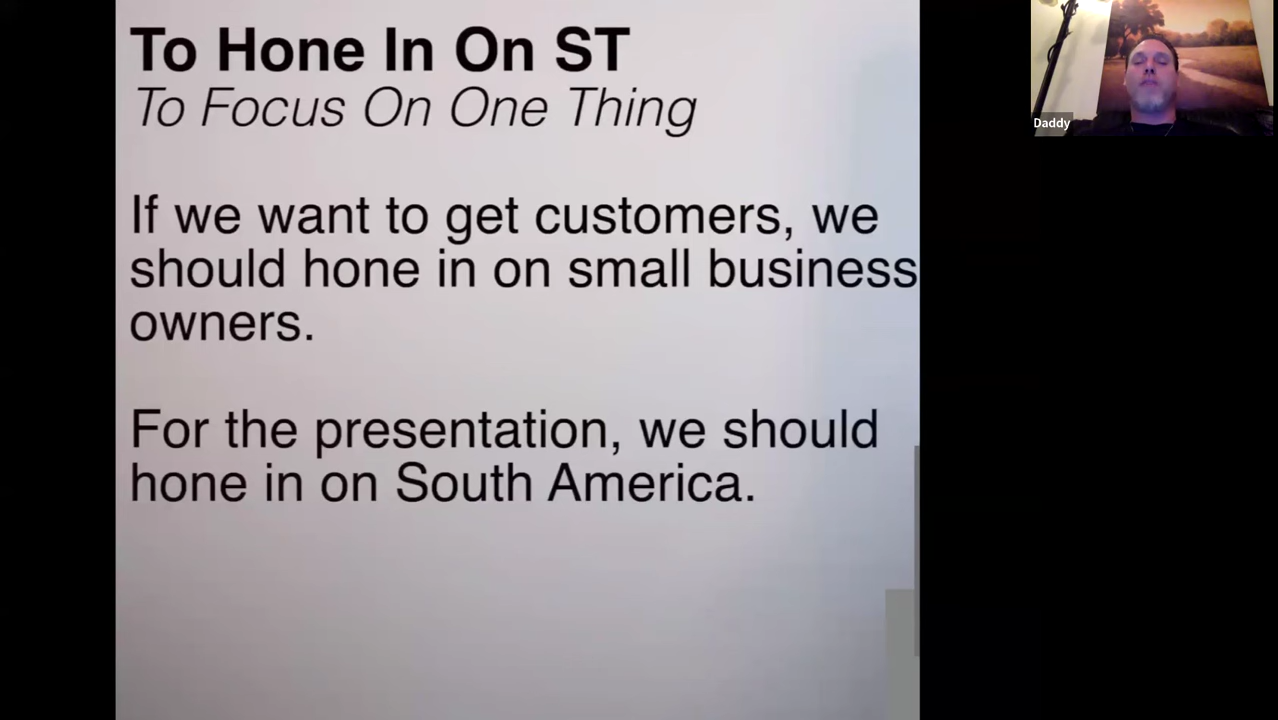 To Hone In On ST
To Focus On One Thing
If we want to get customers, we
should hone in on small business
owners.
For the presentation, we should
hone in on South America.
Daddy